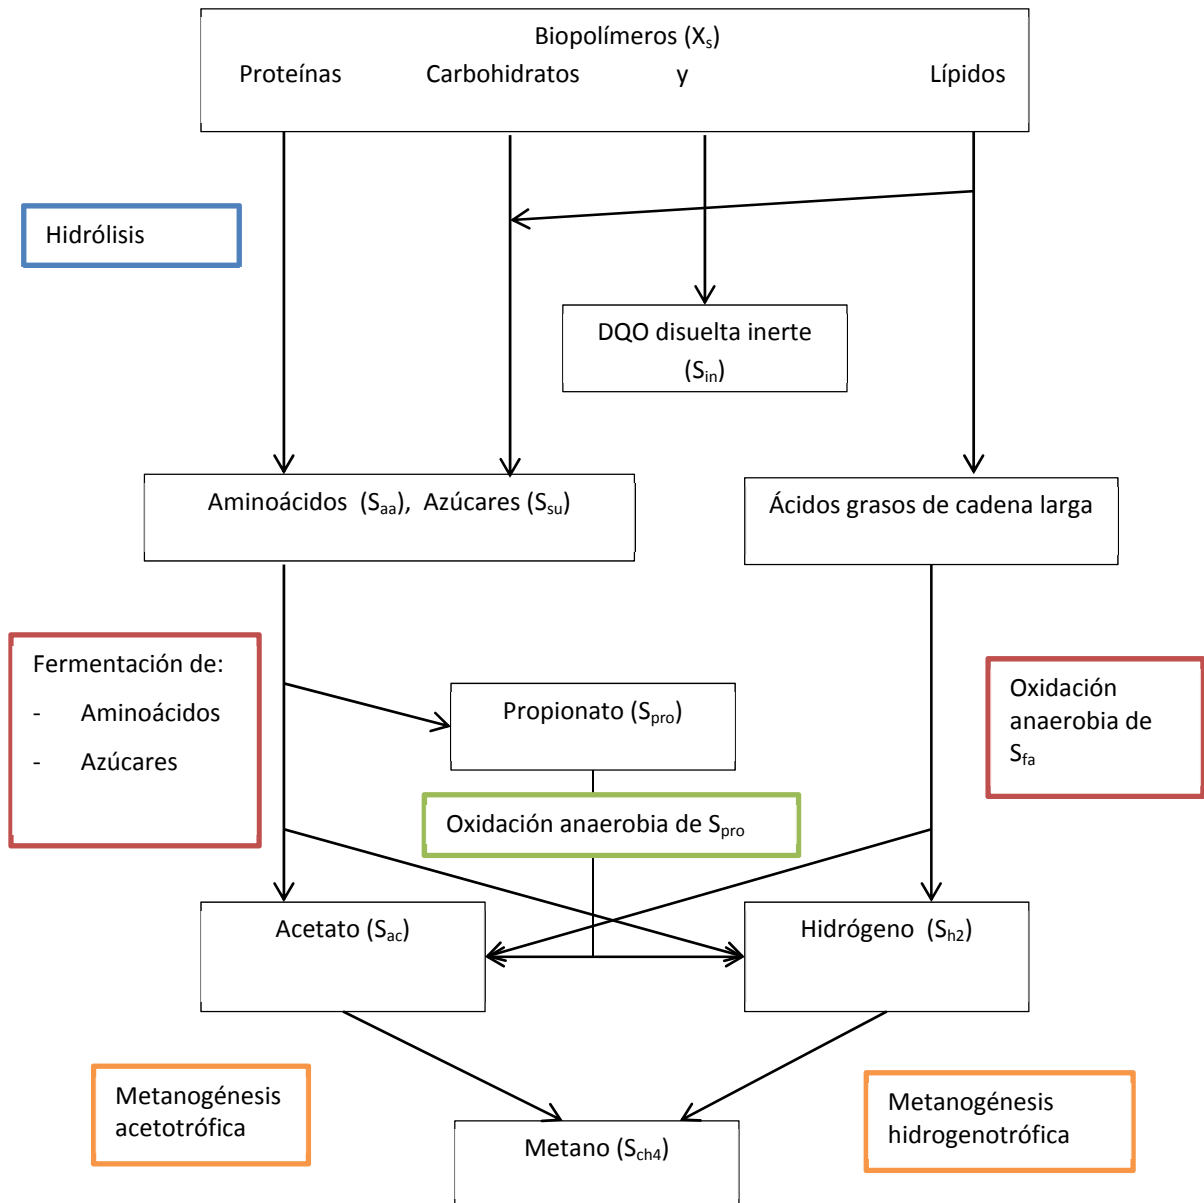 Biopolímeros (Xs)
Proteínas Carbohidratos y Lípidos
Hidrólisis
DQO disuelta inerte
(Sin)
Aminoácidos (Saa), Azúcares (Ssu)
Ácidos grasos de cadena larga
Fermentación de:
- Aminoácidos
- Azúcares
Propionato (Spro)
Oxidación
anaerobia de
Sfa
Oxidación anaerobia de Spro
Acetato (Sac)
Hidrógeno (Sh2)
Metanogénesis
acetotrófica
Metanogénesis
hidrogenotrófica
Metano (Sch4)